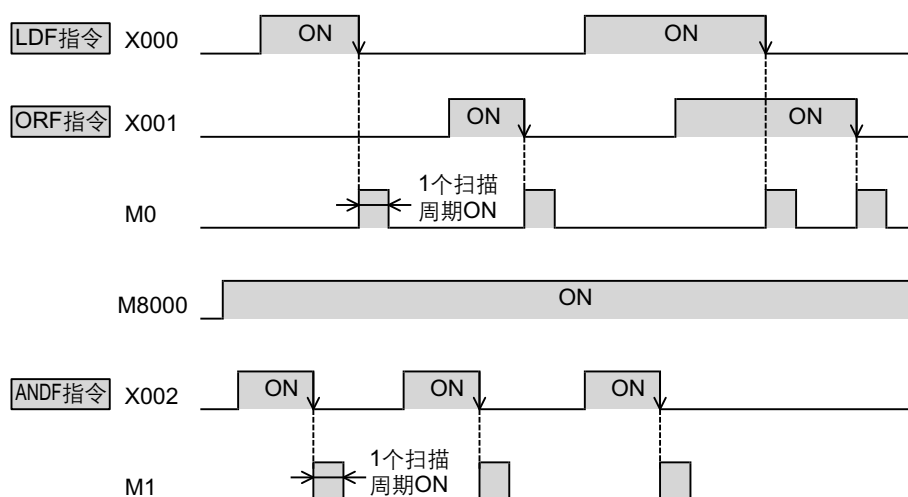 LDF指令 X000 ON ON
ORF指令 X001 ON ON
M0 1个扫描
周期ON
M8000 ON
ANDF指令 X002 ON ON ON
M1 1个扫描
周期ON